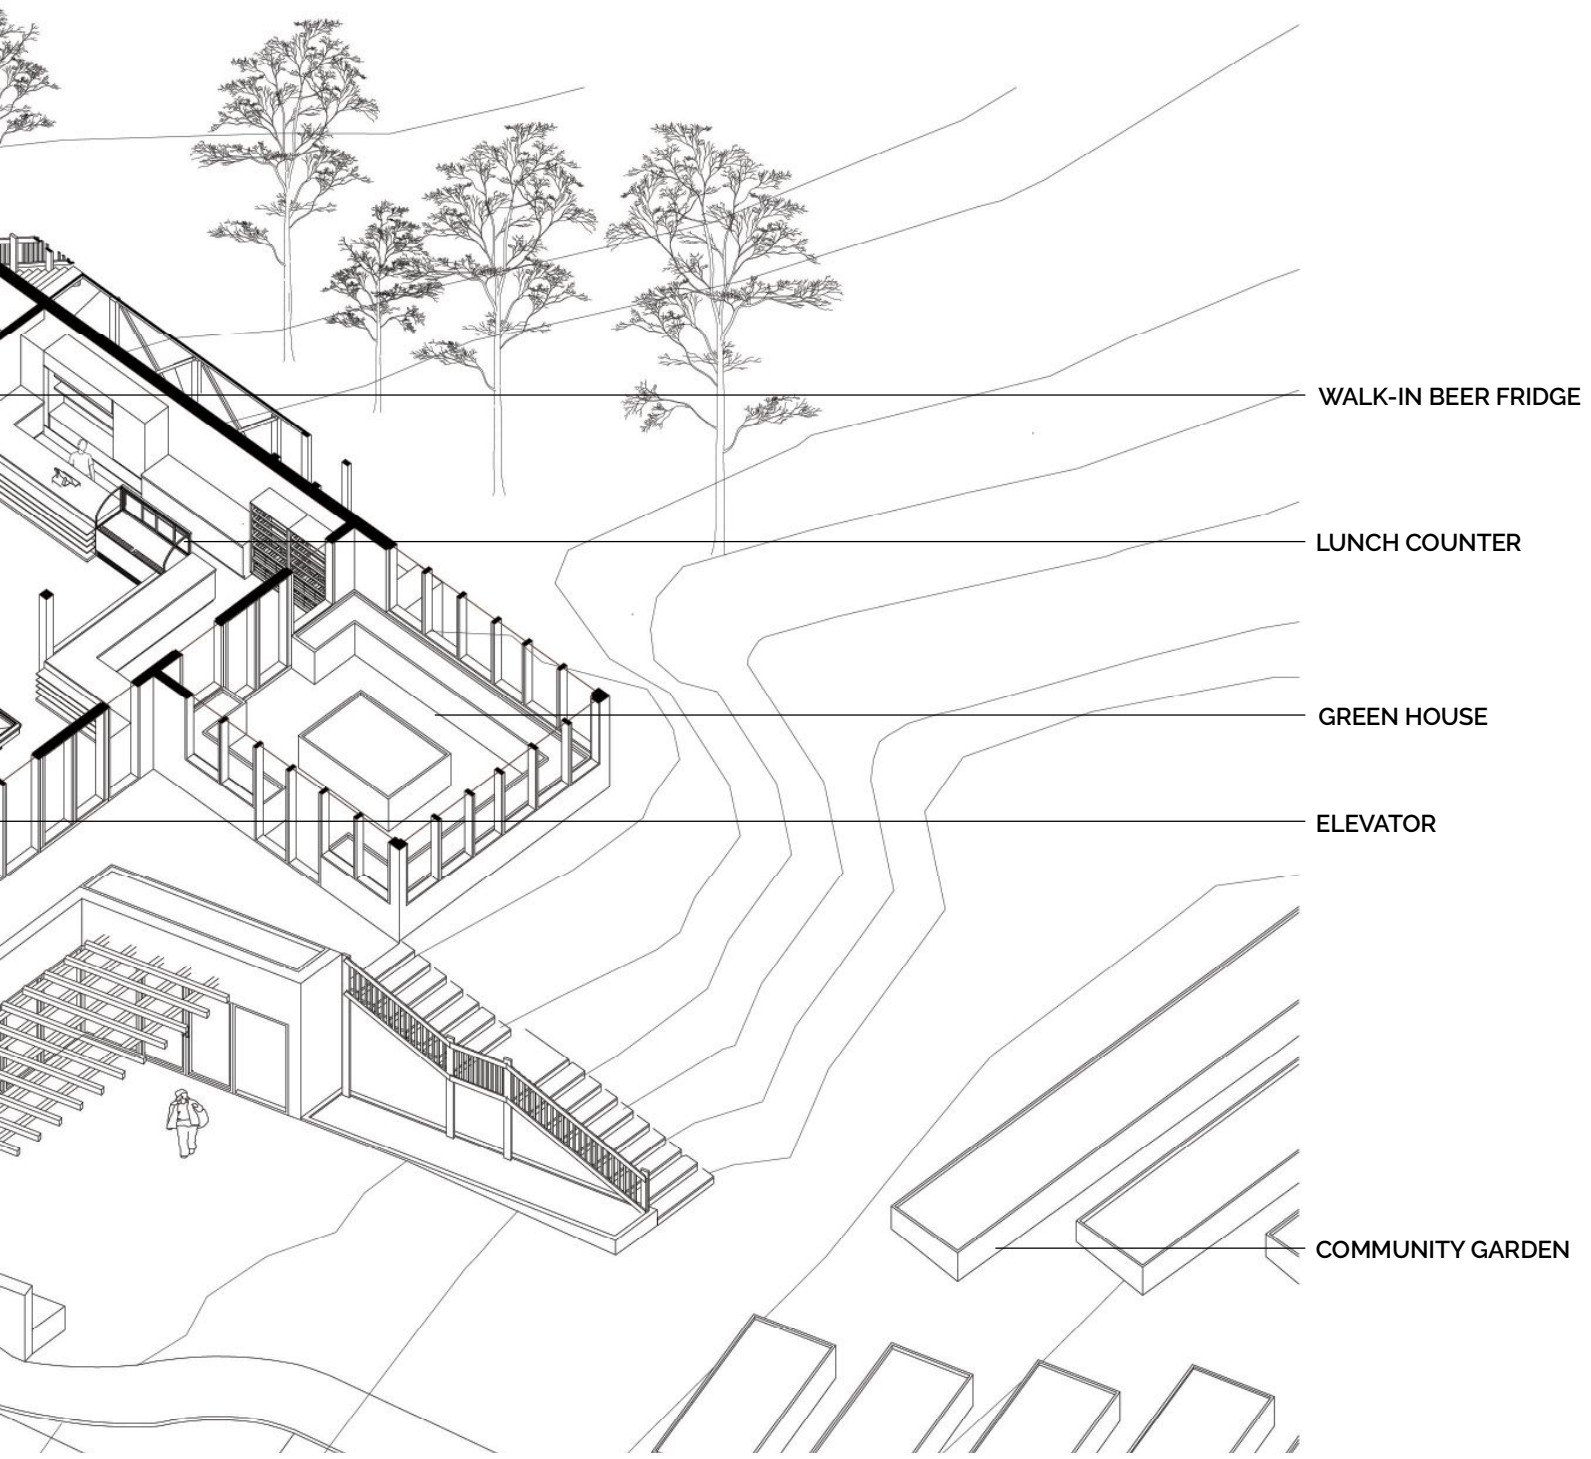 WALK-IN BEER FRIDGE
LUNCH COUNTER
GREEN HOUSE
ELEVATOR
COMMUNITY GARDEN